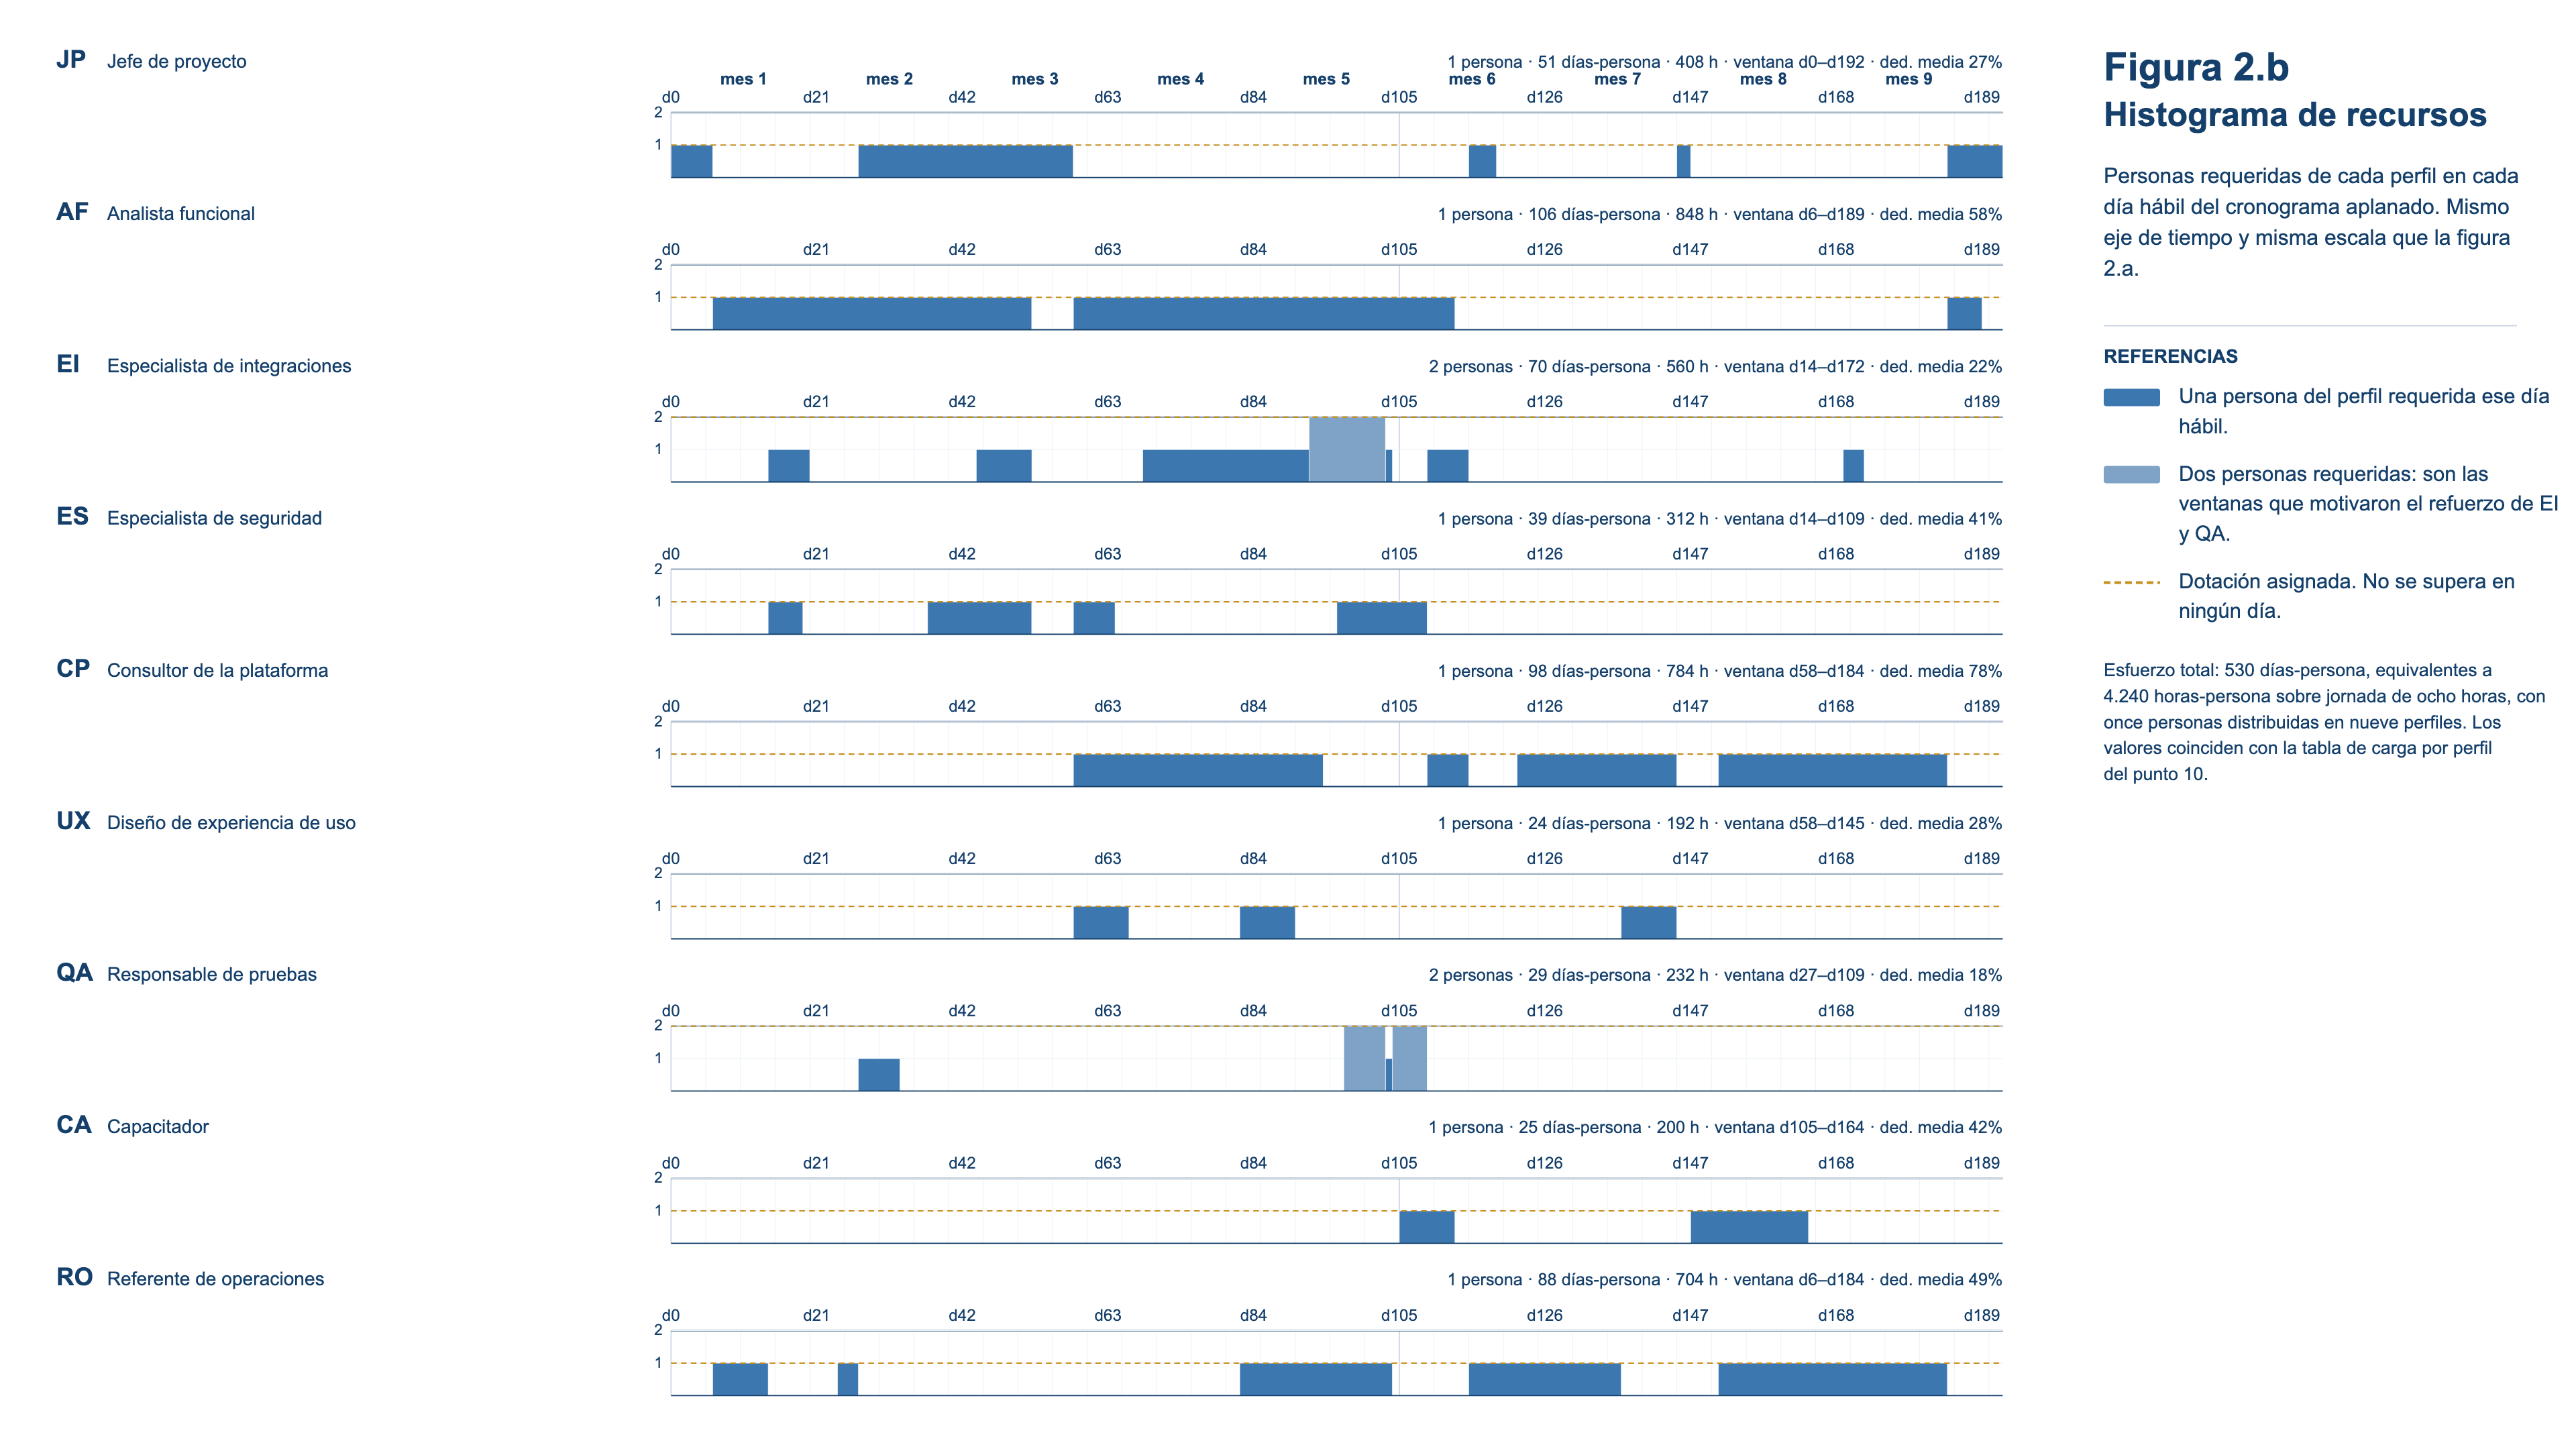 JP Jefe de proyecto
1 persona · 51 días-persona · 408 h · ventana d0–d192 · ded. media 27%
mes 1 mes 2 mes 3 mes 4 mes 5 mes 6 mes 7 mes 8 mes 9
d0 d21 d42 d63 d84 d105 d126 d147 d168 d189
2
1
AF Analista funcional
1 persona · 106 días-persona · 848 h · ventana d6–d189 · ded. media 58%
d0 d21 d42 d63 d84 d105 d126 d147 d168 d189
2
1
EI Especialista de integraciones
2 personas · 70 días-persona · 560 h · ventana d14–d172 · ded. media 22%
d0 d21 d42 d63 d84 d105 d126 d147 d168 d189
2
1
ES Especialista de seguridad
1 persona · 39 días-persona · 312 h · ventana d14–d109 · ded. media 41%
d0 d21 d42 d63 d84 d105 d126 d147 d168 d189
2
1
CP Consultor de la plataforma
1 persona · 98 días-persona · 784 h · ventana d58–d184 · ded. media 78%
d0 d21 d42 d63 d84 d105 d126 d147 d168 d189
2
1
UX Diseño de experiencia de uso
1 persona · 24 días-persona · 192 h · ventana d58–d145 · ded. media 28%
d0 d21 d42 d63 d84 d105 d126 d147 d168 d189
2
1
QA Responsable de pruebas
2 personas · 29 días-persona · 232 h · ventana d27–d109 · ded. media 18%
d0 d21 d42 d63 d84 d105 d126 d147 d168 d189
2
1
CA Capacitador
1 persona · 25 días-persona · 200 h · ventana d105–d164 · ded. media 42%
d0 d21 d42 d63 d84 d105 d126 d147 d168 d189
2
1
RO Referente de operaciones
1 persona · 88 días-persona · 704 h · ventana d6–d184 · ded. media 49%
d0 d21 d42 d63 d84 d105 d126 d147 d168 d189
2
1
Figura 2.b
Histograma de recursos
Personas requeridas de cada perfil en cada
día hábil del cronograma aplanado. Mismo
eje de tiempo y misma escala que la figura
2.a.
REFERENCIAS
Una persona del perfil requerida ese día
hábil.
Dos personas requeridas: son las
ventanas que motivaron el refuerzo de EI
y QA.
Dotación asignada. No se supera en
ningún día.
Esfuerzo total: 530 días-persona, equivalentes a
4.240 horas-persona sobre jornada de ocho horas, con
once personas distribuidas en nueve perfiles. Los
valores coinciden con la tabla de carga por perfil
del punto 10.